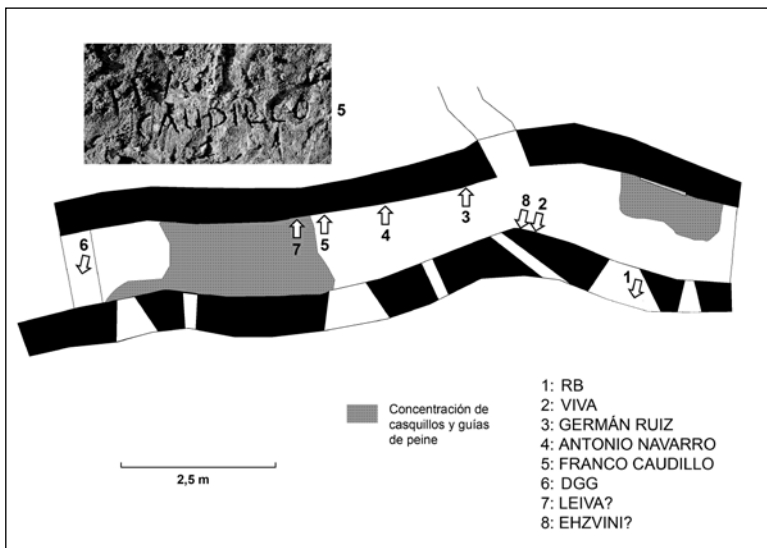 CAUDILLO
5
6
7
5
4
3
8
2
1
Concentración de
casquillos y guías
de peine
2,5 m
1: RB
2: VIVA
3: GERMÁN RUIZ
4: ANTONIO NAVARRO
5: FRANCO CAUDILLO
6: DGG
7: LEIVA?
8: EHZVINI?